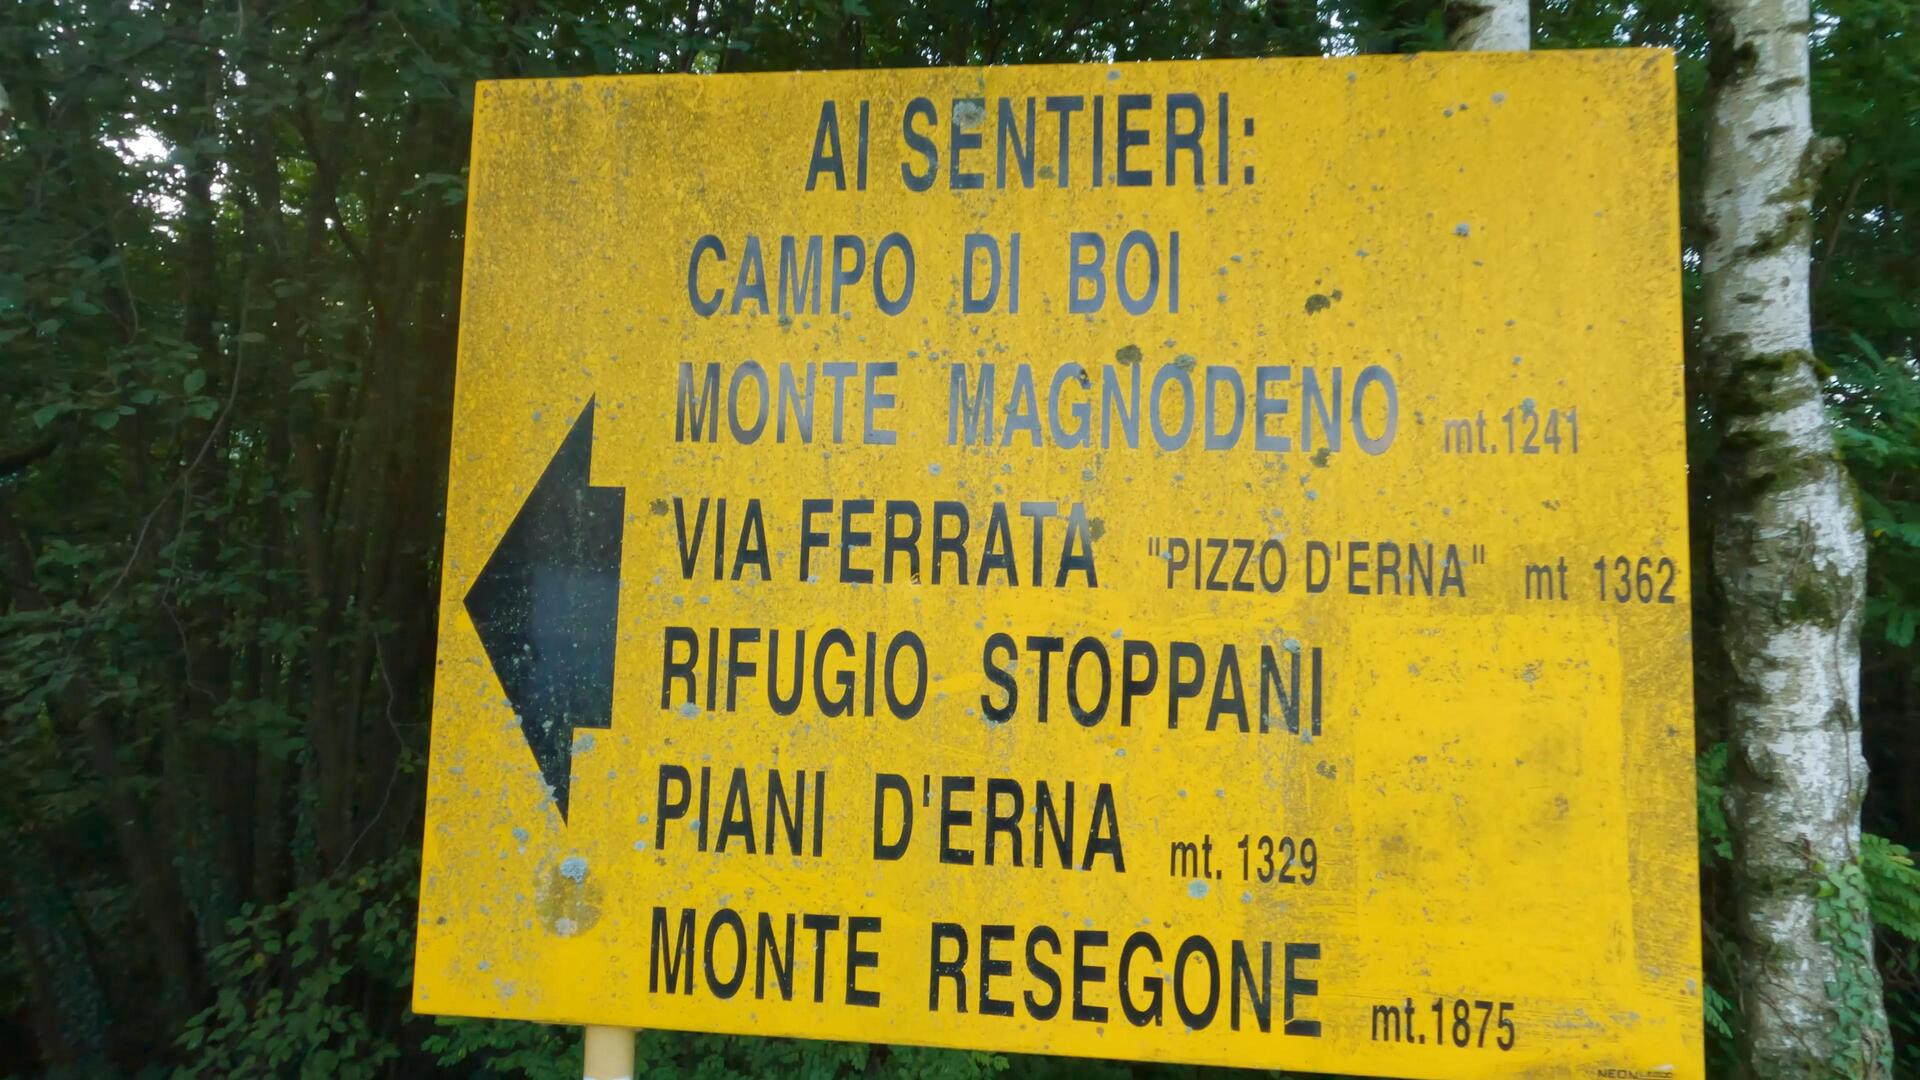 AI SENTIERI:
CAMPO DI BOI
MONTE MAGNODENO mt.1241
VIA FERRATA "PIZZO D'ERNA" mt 1362
RIFUGIO STOPPANI
PIANI D'ERNA mt. 1329
MONTE RESEGONE mt.1875